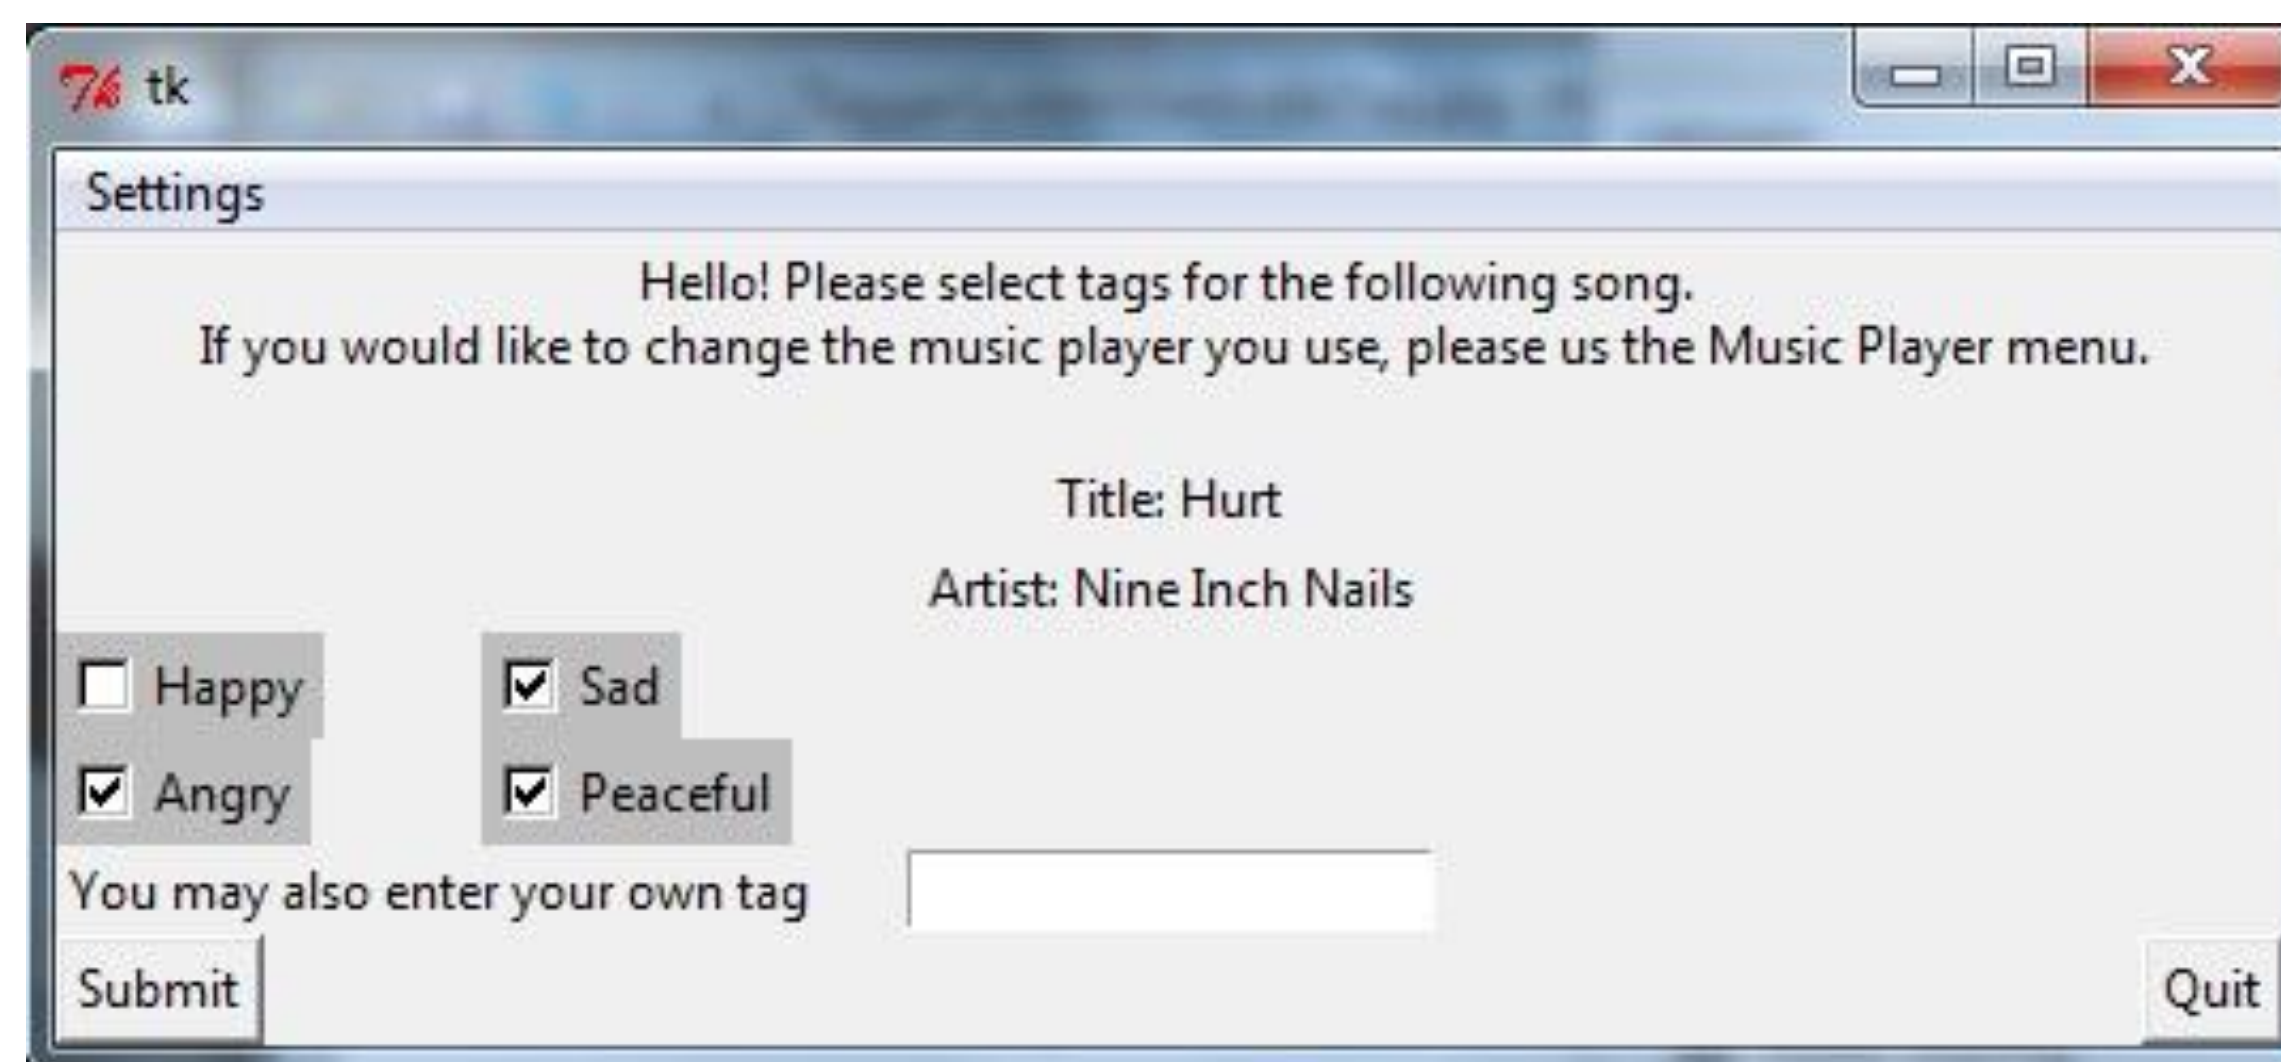 tk
Settings
Hello! Please select tags for the following song.
If you would like to change the music player you use, please us the Music Player menu.
Title: Hurt
Artist: Nine Inch Nails
Happy Sad
Angry Peaceful
You may also enter your own tag
Submit Quit